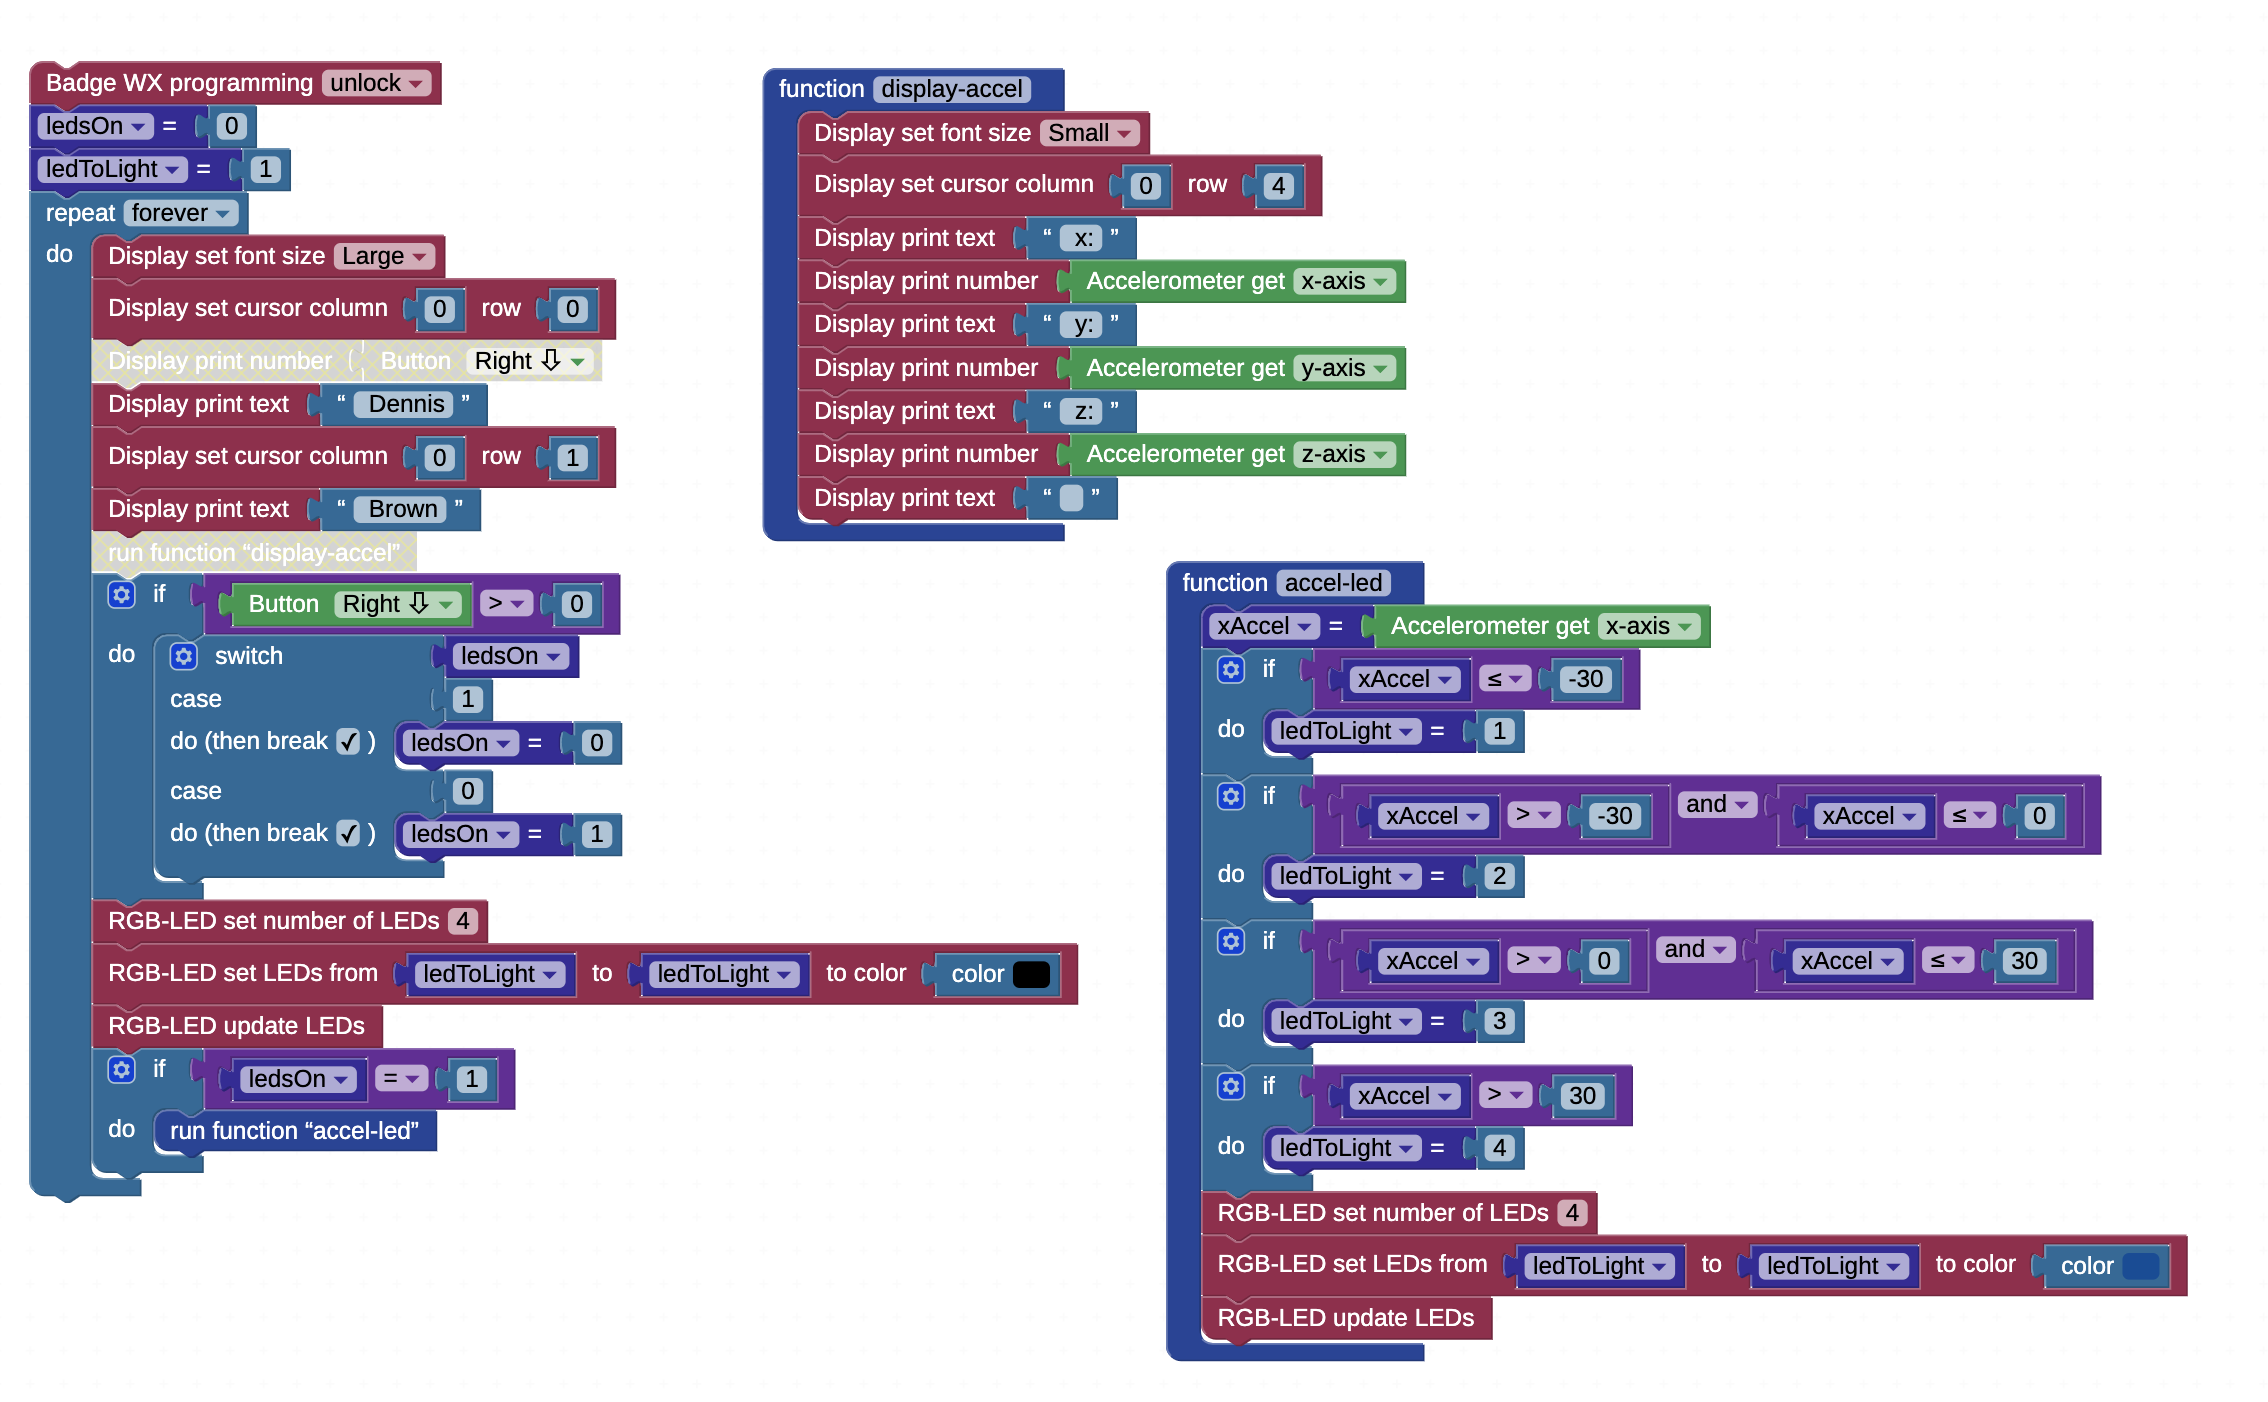 Badge WX programming unlock
ledsOn = 0
ledToLight = 1
repeat forever
do
Display set font size Large
Display set cursor column 0 row 0
Display print number Button Right ⇩
Display print text “ Dennis ”
Display set cursor column 0 row 1
Display print text “ Brown ”
run function “display-accel”
if Button Right ⇩ > 0
do switch ledsOn
case 1
do (then break ✓ ) ledsOn = 0
case 0
do (then break ✓ ) ledsOn = 1
RGB-LED set number of LEDs 4
RGB-LED set LEDs from ledToLight to ledToLight to color color
RGB-LED update LEDs
if ledsOn = 1
do run function “accel-led”
function display-accel
Display set font size Small
Display set cursor column 0 row 4
Display print text “ x: ”
Display print number Accelerometer get x-axis
Display print text “ y: ”
Display print number Accelerometer get y-axis
Display print text “ z: ”
Display print number Accelerometer get z-axis
Display print text “ ”
function accel-led
xAccel = Accelerometer get x-axis
if xAccel ≤ -30
do ledToLight = 1
if xAccel > -30 and xAccel ≤ 0
do ledToLight = 2
if xAccel > 0 and xAccel ≤ 30
do ledToLight = 3
if xAccel > 30
do ledToLight = 4
RGB-LED set number of LEDs 4
RGB-LED set LEDs from ledToLight to ledToLight to color color
RGB-LED update LEDs